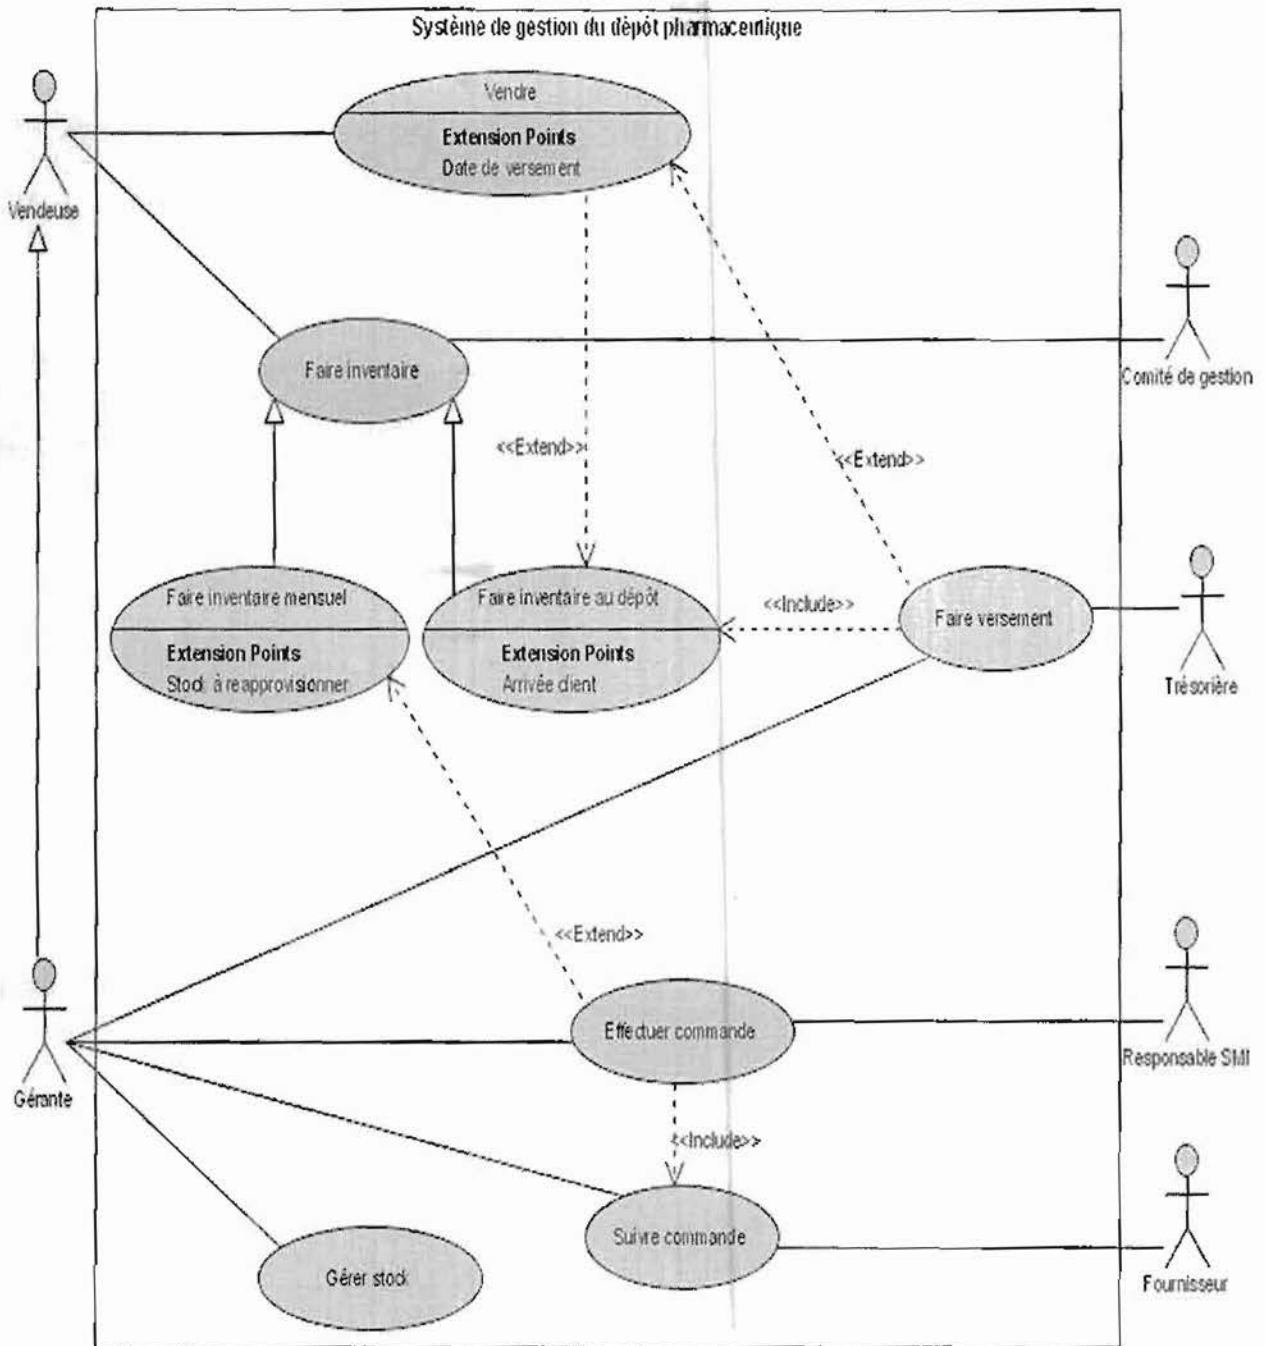 Système de gestion du dépôt pharmaceutique
Vendre
Extension Points
Date de versement
Vendeuse
Faire inventaire
Comité de gestion
<<Extend>>
<<Extend>>
Faire inventaire mensuel
Extension Points
Stock à reapprovisionner
Faire inventaire au dépôt
Extension Points
Arrivée client
<<Include>>
Faire versement
Trésorière
<<Extend>>
Effectuer commande
Responsable SMI
Gérante
<<Include>>
Suivre commande
Gérer stock
Fournisseur